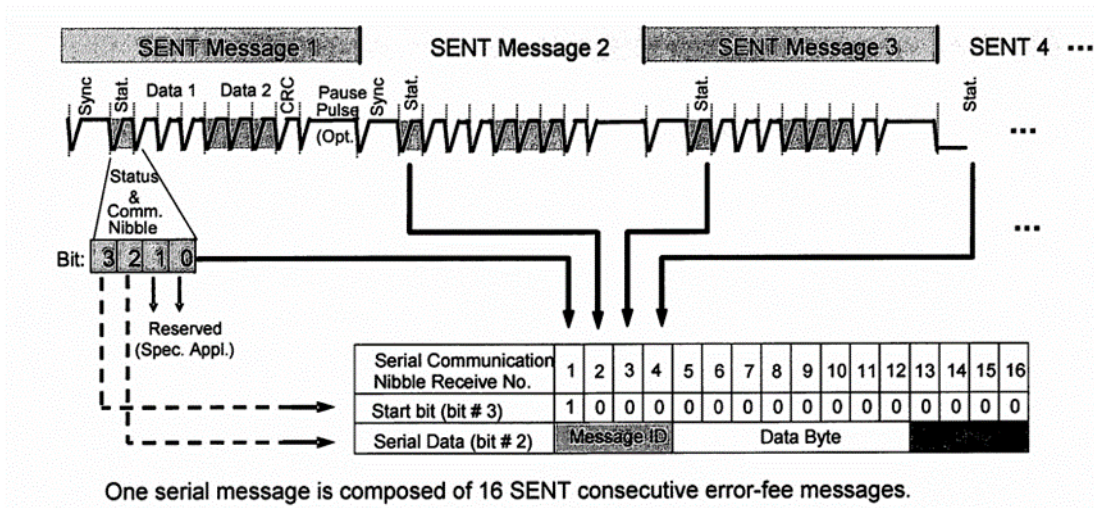 SENT Message 1 SENT Message 2 SENT Message 3 SENT 4 ...
Sync Stat. Data 1 Data 2 CRC Pause Pulse (Opt. Sync Stat. Stat. Stat.
...
Status
&
Comm.
Nibble
...
Bit: 3 2 1 0
Reserved
(Spec. Appl.)
Serial Communication
Nibble Receive No. 1 2 3 4 5 6 7 8 9 10 11 12 13 14 15 16
Start bit (bit # 3) 1 0 0 0 0 0 0 0 0 0 0 0 0 0 0 0
Serial Data (bit # 2) Message ID Data Byte
One serial message is composed of 16 SENT consecutive error-fee messages.